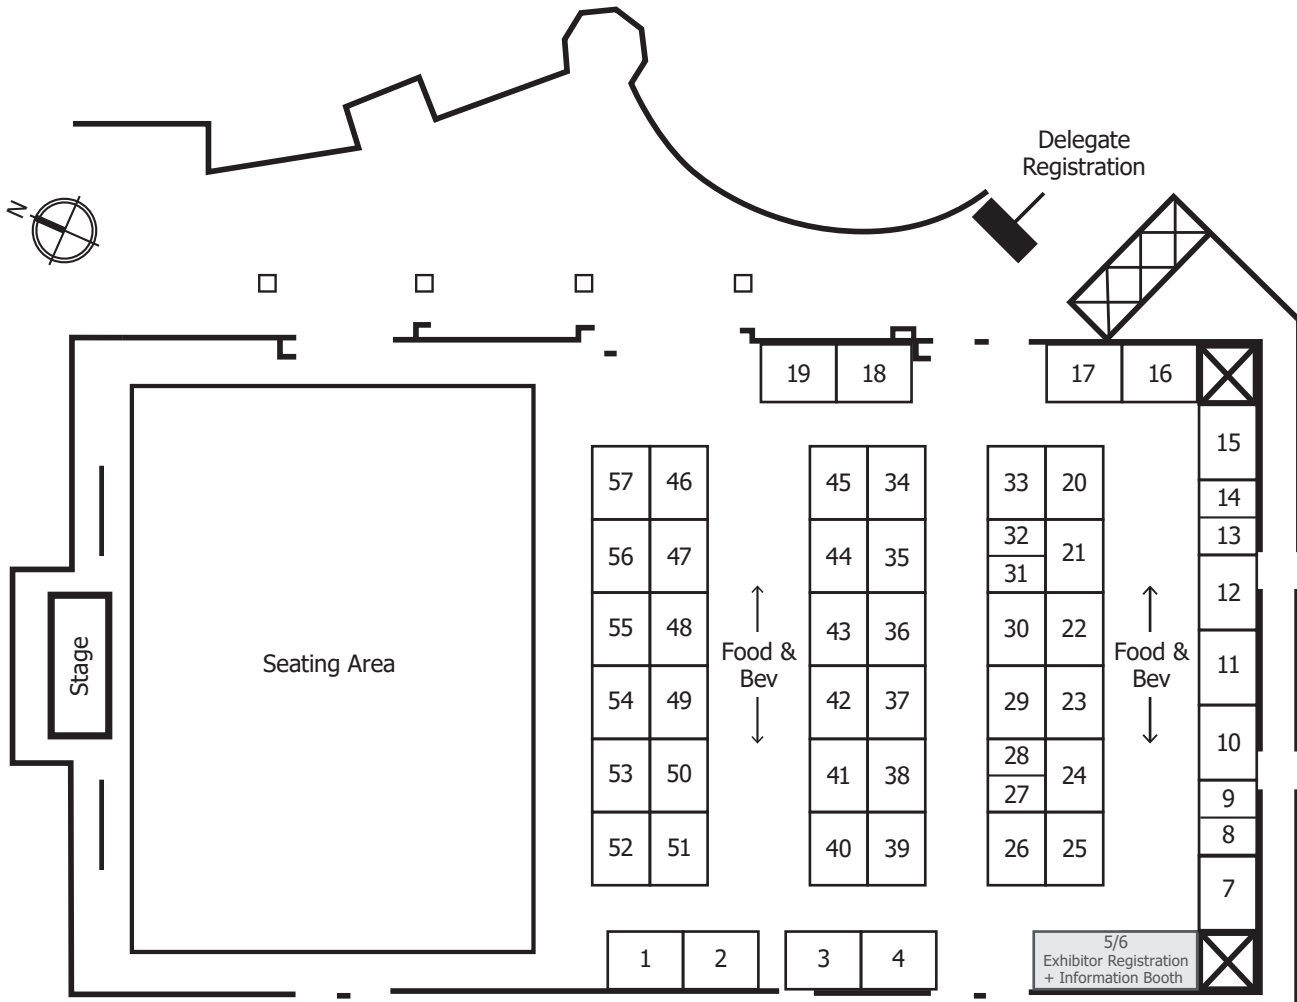 Delegate
Registration
N
19 18 17 16
15
57 46 45 34 33 20
14
32
13
56 47 44 35 21
31
12
55 48 43 36 30 22
Stage
Seating Area
Food &
Bev
Food &
Bev
11
54 49 42 37 29 23
10
28
53 50 41 38 24
27
9
8
52 51 40 39 26 25
7
1 2 3 4
5/6
Exhibitor Registration
+ Information Booth